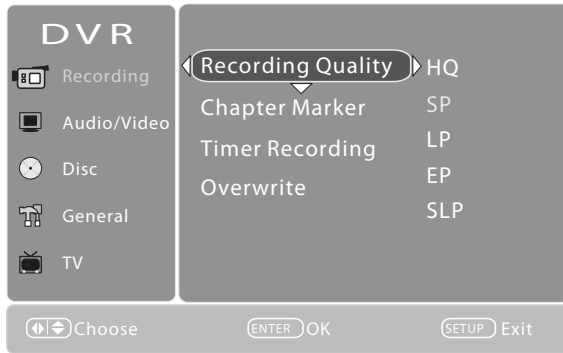 DVR
Recording
Audio/Video
Disc
General
TV
Recording Quality
Chapter Marker
Timer Recording
Overwrite
HQ
SP
LP
EP
SLP
Choose
ENTER OK
SETUP Exit